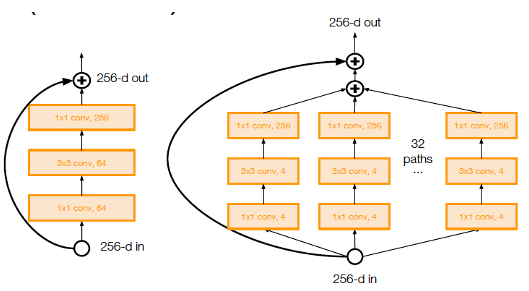 256-d out
1x1 conv, 256
3x3 conv, 64
1x1 conv, 64
256-d in
256-d out
1x1 conv, 256
1x1 conv, 256
1x1 conv, 256
32
paths
...
3x3 conv, 4
3x3 conv, 4
3x3 conv, 4
1x1 conv, 4
1x1 conv, 4
1x1 conv, 4
256-d in